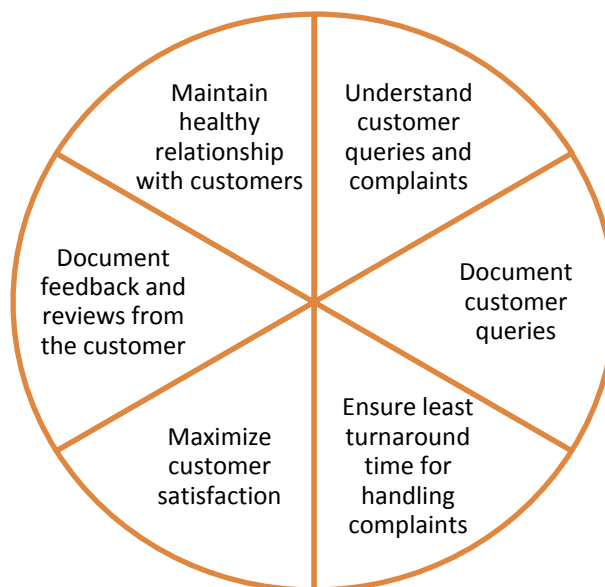 Maintain
healthy
relationship
with customers
Understand
customer
queries and
complaints
Document
customer
queries
Ensure least
turnaround
time for
handling
complaints
Maximize
customer
satisfaction
Document
feedback and
reviews from
the customer